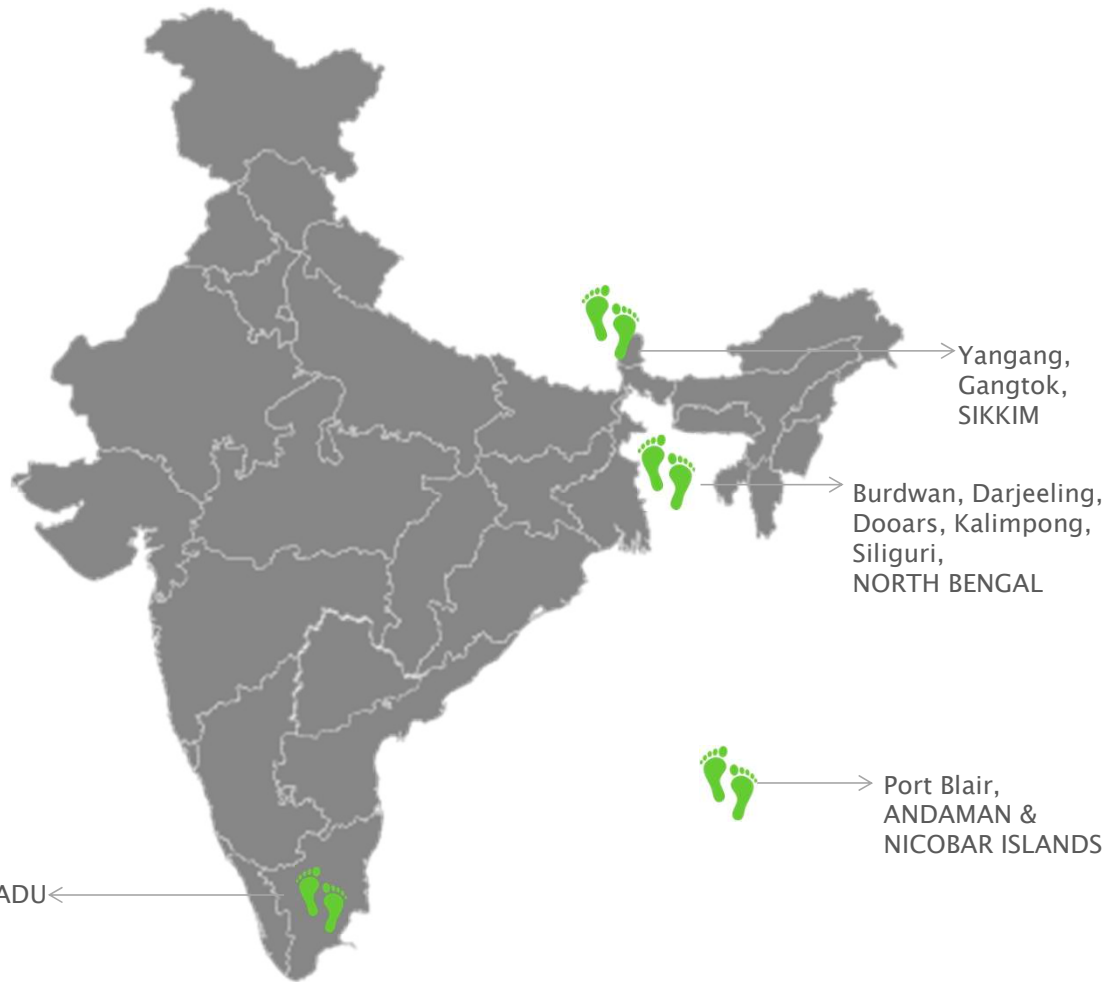 Yangang,
Gangtok,
SIKKIM
Burdwan, Darjeeling,
Dooars, Kalimpong,
Siliguri,
NORTH BENGAL
Port Blair,
ANDAMAN &
NICOBAR ISLANDS
ADU